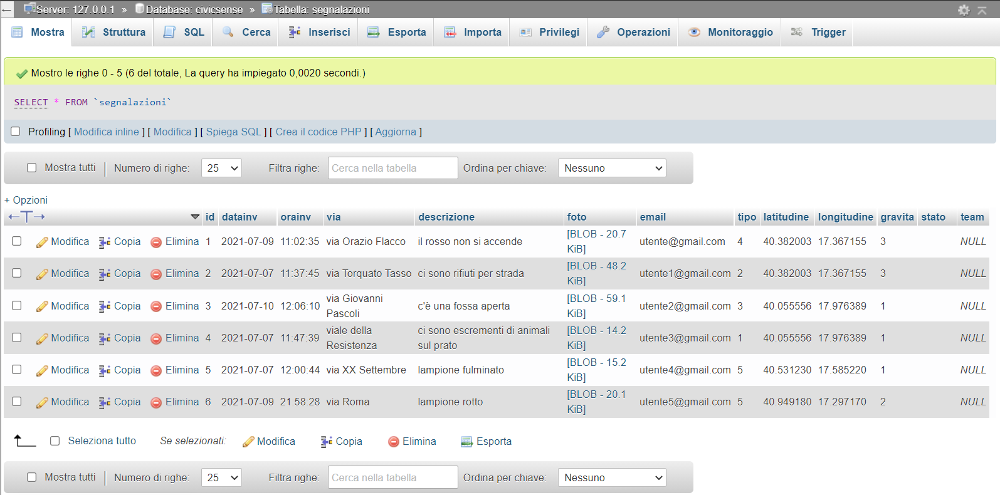 Server: 127.0.0.1 » Database: civicsense » Tabella: segnalazioni
Mostra Struttura SQL Cerca Inserisci Esporta Importa Privilegi Operazioni Monitoraggio Trigger
Mostro le righe 0 - 5 (6 del totale, La query ha impiegato 0,0020 secondi.)
SELECT * FROM `segnalazioni`
Profiling [ Modifica inline ] [ Modifica ] [ Spiega SQL ] [ Crea il codice PHP ] [ Aggiorna ]
Mostra tutti Numero di righe: 25 Filtra righe: Cerca nella tabella Ordina per chiave: Nessuno
+ Opzioni
←T→ id datainv orainv via descrizione foto email tipo latitudine longitudine gravita stato team
Modifica Copia Elimina 1 2021-07-09 11:02:35 via Orazio Flacco il rosso non si accende [BLOB - 20.7 KiB] utente@gmail.com 4 40.382003 17.367155 3 NULL
Modifica Copia Elimina 2 2021-07-07 11:37:45 via Torquato Tasso ci sono rifiuti per strada [BLOB - 48.2 KiB] utente1@gmail.com 2 40.382003 17.367155 3 NULL
Modifica Copia Elimina 3 2021-07-10 12:06:10 via Giovanni Pascoli c'è una fossa aperta [BLOB - 59.1 KiB] utente2@gmail.com 3 40.055556 17.976389 1 NULL
Modifica Copia Elimina 4 2021-07-07 11:47:39 viale della Resistenza ci sono escrementi di animali sul prato [BLOB - 14.2 KiB] utente3@gmail.com 1 40.055556 17.976389 1 NULL
Modifica Copia Elimina 5 2021-07-07 12:00:44 via XX Settembre lampione fulminato [BLOB - 15.2 KiB] utente4@gmail.com 5 40.531230 17.585220 1 NULL
Modifica Copia Elimina 6 2021-07-09 21:58:28 via Roma lampione rotto [BLOB - 20.1 KiB] utente5@gmail.com 5 40.949180 17.297170 2 NULL
Seleziona tutto Se selezionati: Modifica Copia Elimina Esporta
Mostra tutti Numero di righe: 25 Filtra righe: Cerca nella tabella Ordina per chiave: Nessuno